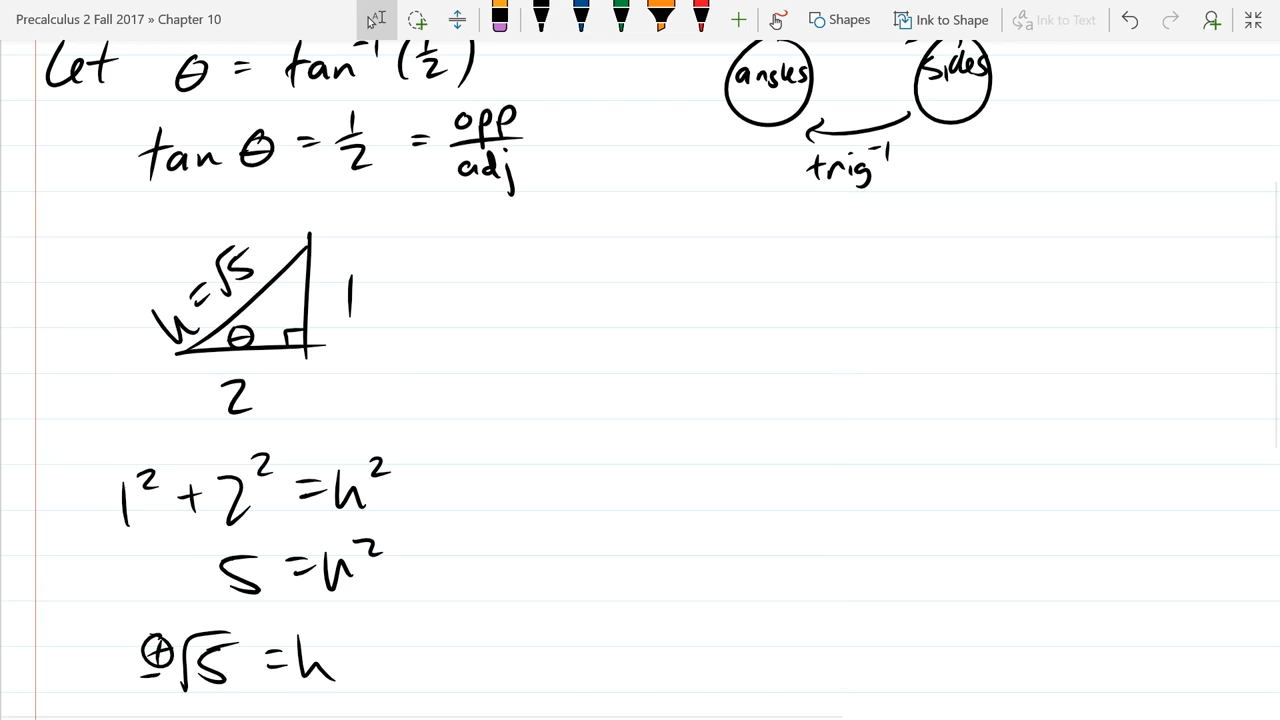 Precalculus 2 Fall 2017 » Chapter 10
Shapes
Ink to Shape
Ink to Text
Let θ = tan⁻¹ (1/2)
angles
sides
tan θ = 1/2 = opp/adj
trig⁻¹
h = √5
1
θ
2
1² + 2² = h²
5 = h²
±√5 = h